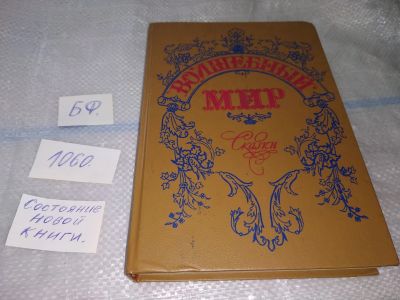 ВОЛШЕБНЫЙ
МИР
Сказки
БФ.
1060
Состояние
новой
книги.